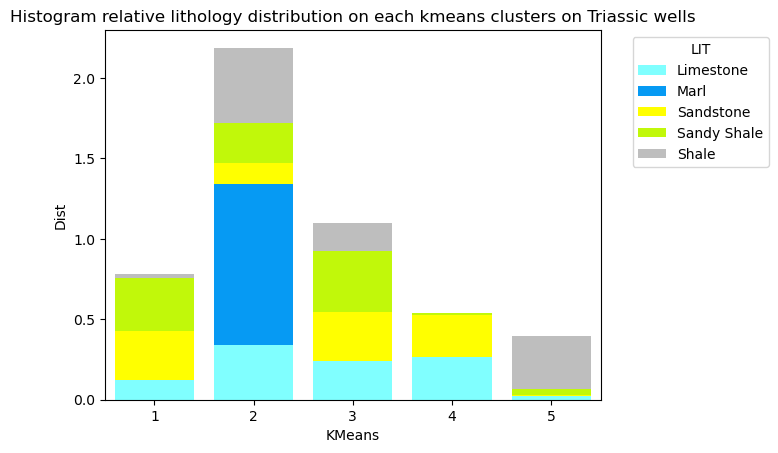 Histogram relative lithology distribution on each kmeans clusters on Triassic wells
LIT
Limestone
Marl
Sandstone
Sandy Shale
Shale
2.0
1.5
1.0
0.5
0.0
Dist
1 2 3 4 5
KMeans